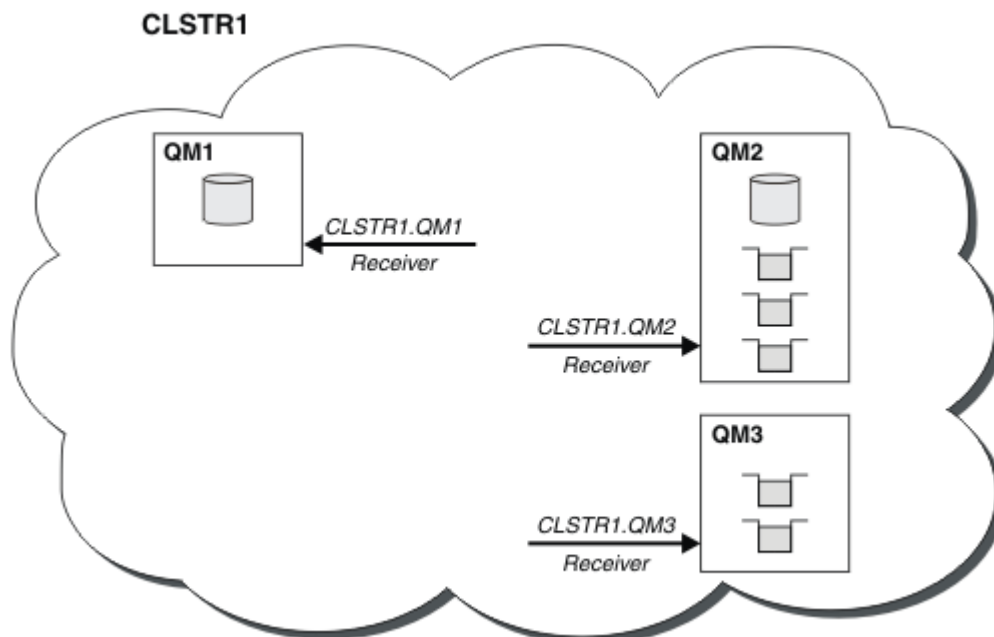 CLSTR1
QM1
CLSTR1.QM1
Receiver
QM2
CLSTR1.QM2
Receiver
QM3
CLSTR1.QM3
Receiver